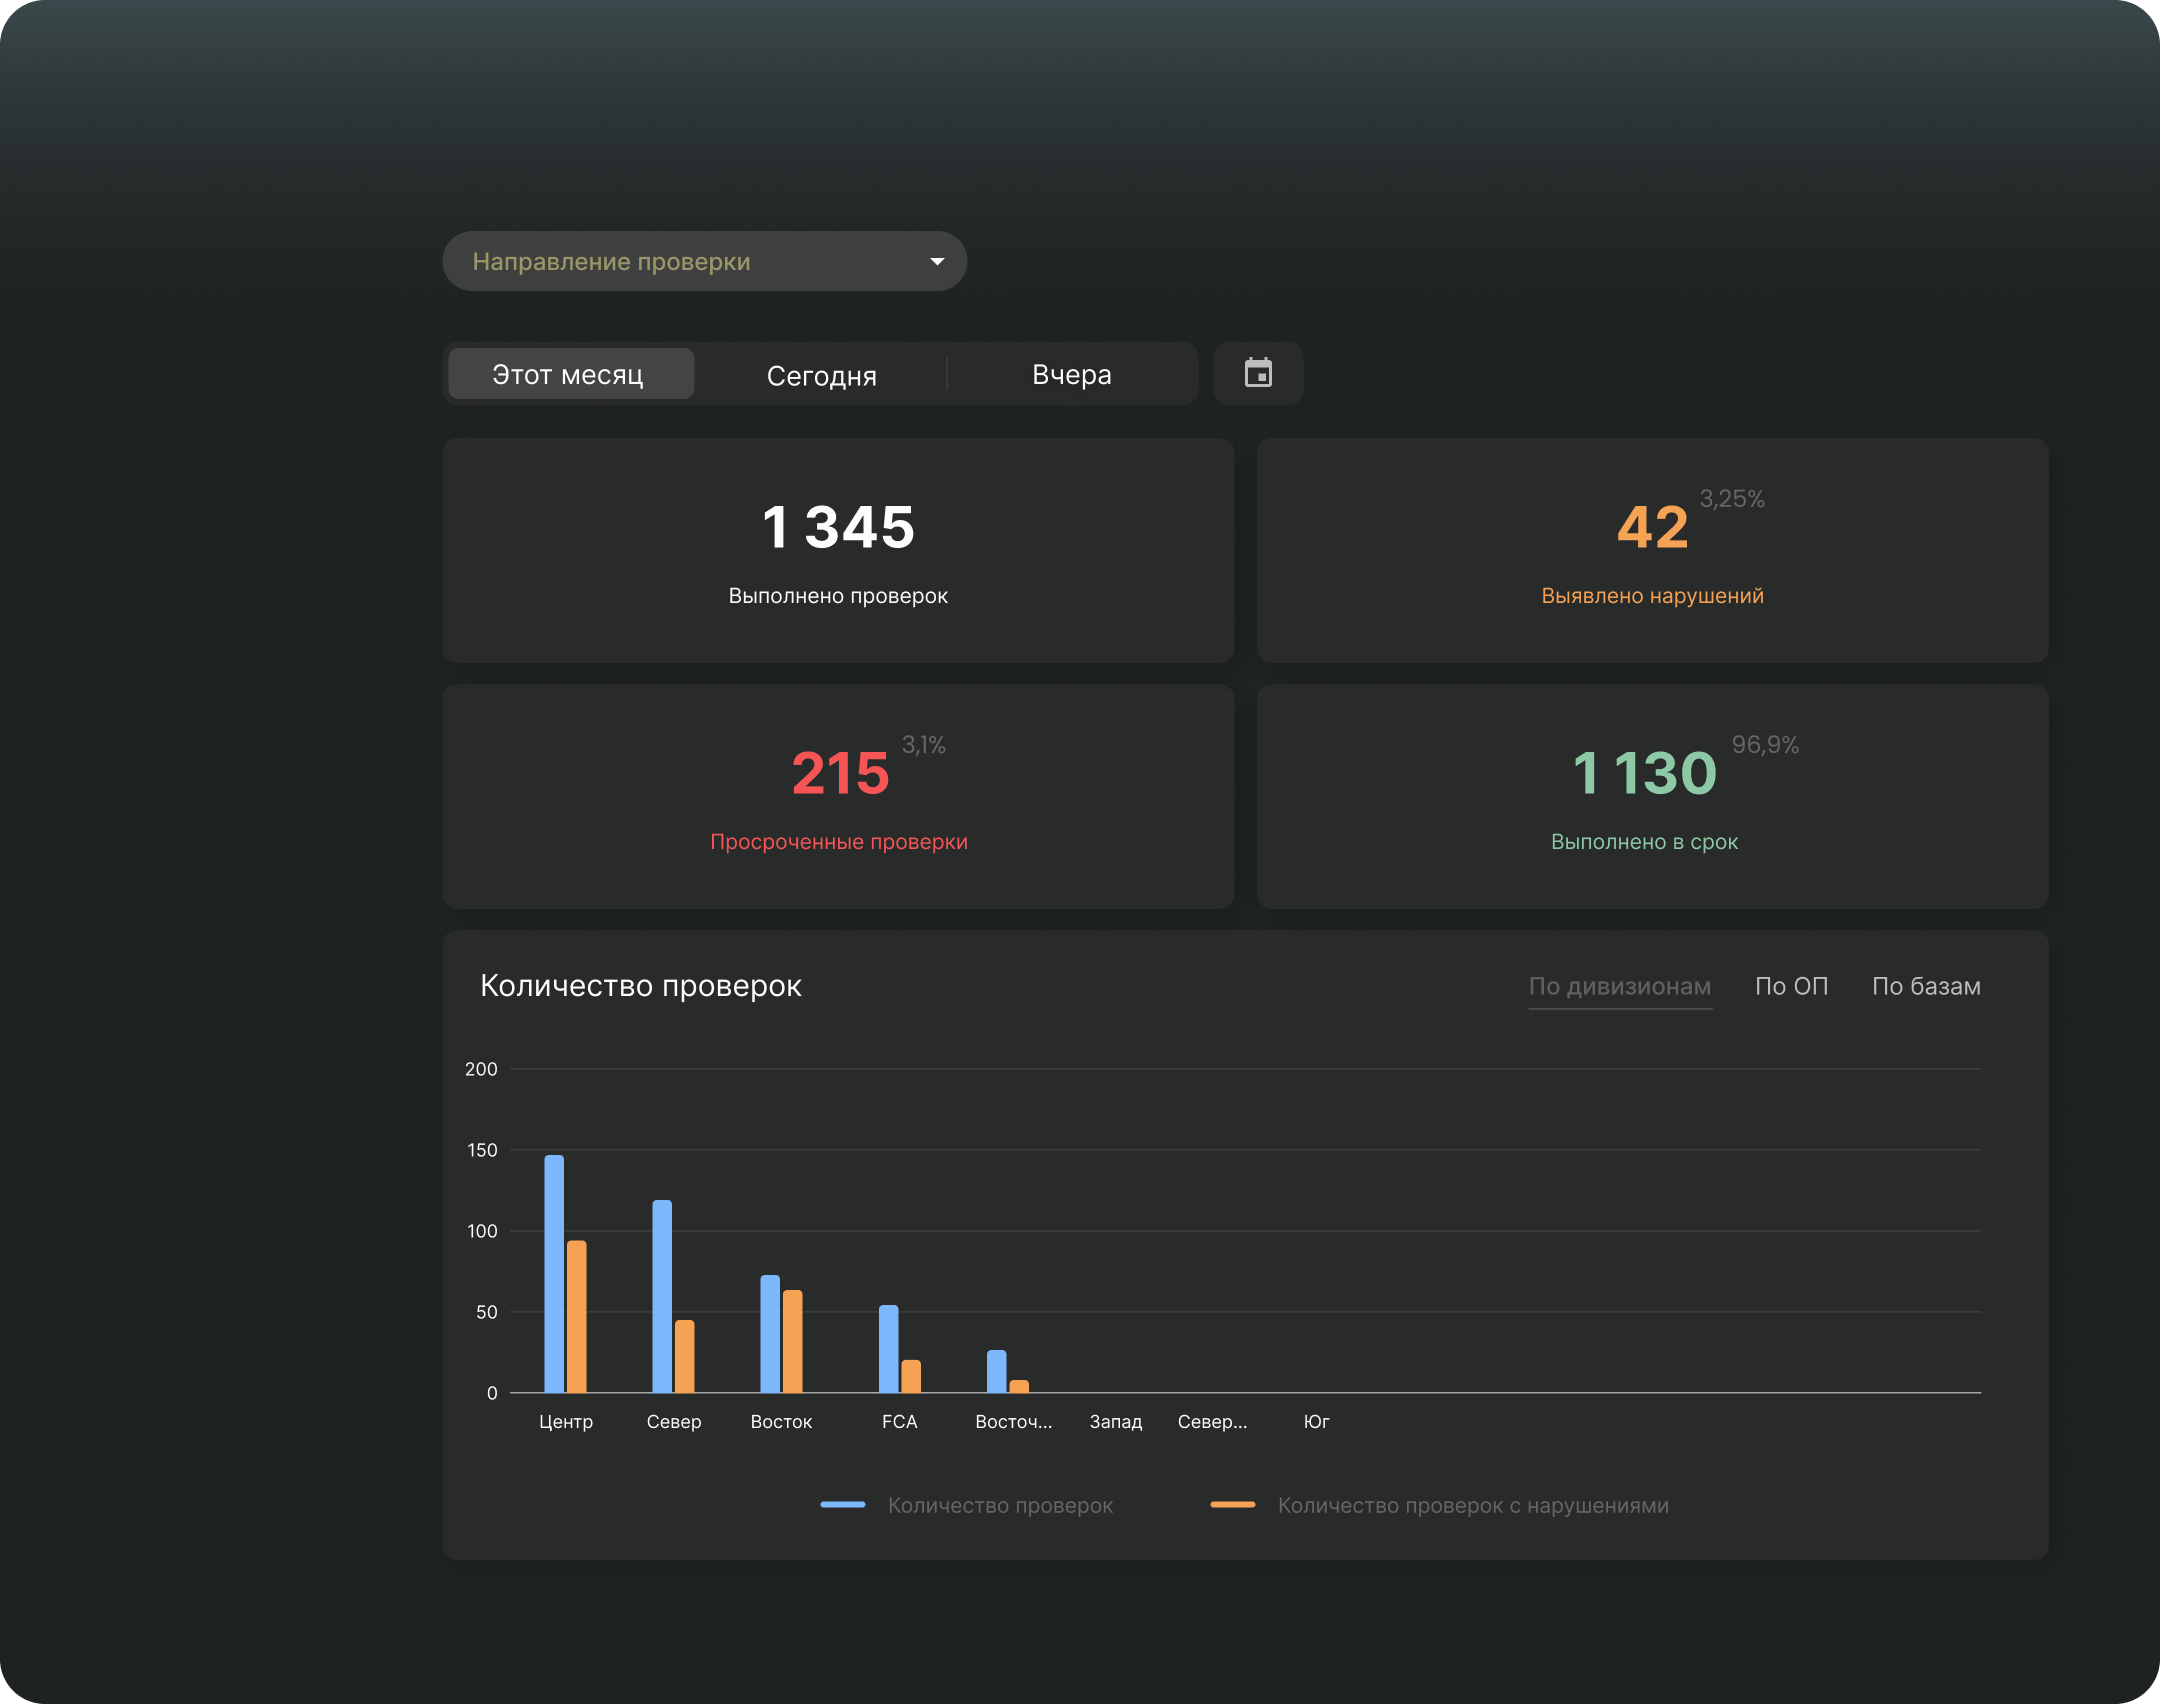 Направление проверки
Этот месяц
Сегодня
Вчера
1 345
Выполнено проверок
42
3,25%
Выявлено нарушений
215
3,1%
Просроченные проверки
1 130
96,9%
Выполнено в срок
Количество проверок
По дивизионам
По ОП
По базам
200
150
100
50
0
Центр
Север
Восток
FCA
Восточ...
Запад
Север...
Юг
Количество проверок
Количество проверок с нарушениями